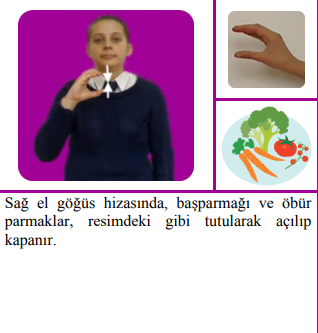 Sağ el göğüs hizasında, başparmağı ve öbür
parmaklar, resimdeki gibi tutularak açılıp
kapanır.